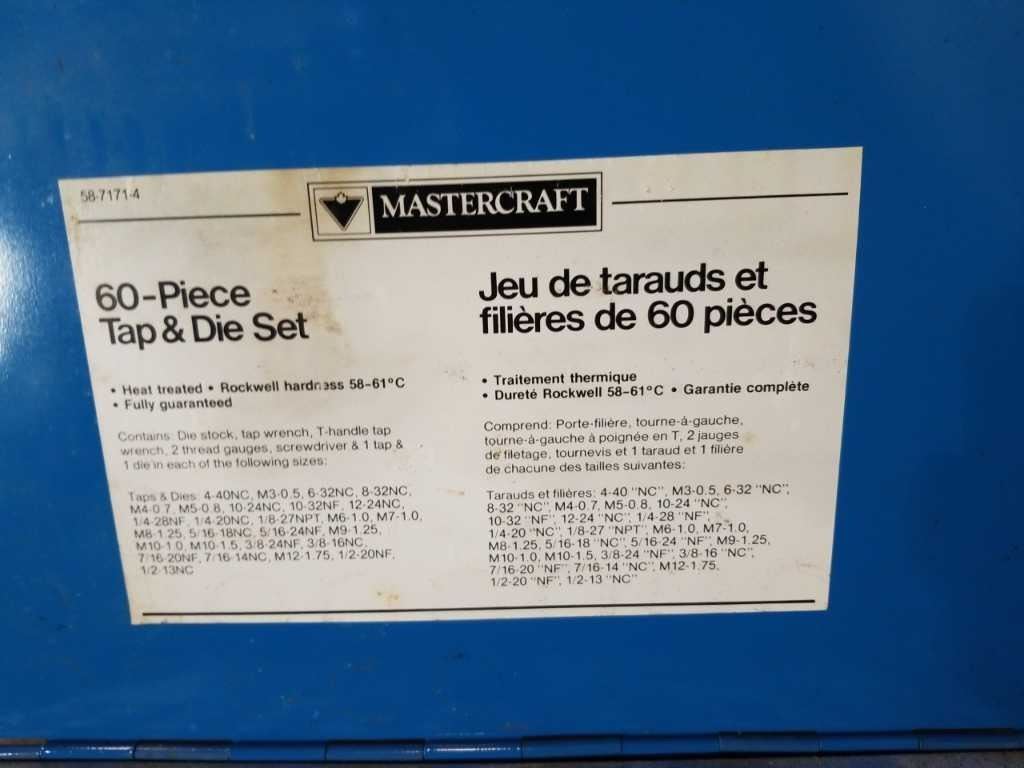 58-7171-4
MASTERCRAFT
60-Piece
Tap & Die Set
• Heat treated • Rockwell hardness 58-61°C
• Fully guaranteed
Contains: Die stock, tap wrench, T-handle tap
wrench, 2 thread gauges, screwdriver & 1 tap &
1 die in each of the following sizes:
Taps & Dies: 4-40NC, M3-0.5, 6-32NC, 8-32NC,
M4-0.7, M5-0.8, 10-24NC, 10-32NF, 12-24NC,
1/4-28NF, 1/4-20NC, 1/8-27NPT, M6-1.0, M7-1.0,
M8-1.25, 5/16-18NC, 5/16-24NF, M9-1.25,
M10-1.0, M10-1.5, 3/8-24NF, 3/8-16NC,
7/16-20NF, 7/16-14NC, M12-1.75, 1/2-20NF,
1/2-13NC
Jeu de tarauds et
filières de 60 pièces
• Traitement thermique
• Dureté Rockwell 58-61°C • Garantie complète
Comprend: Porte-filière, tourne-à-gauche,
tourne-à-gauche à poignée en T, 2 jauges
de filetage, tournevis et 1 taraud et 1 filière
de chacune des tailles suivantes:
Tarauds et filières: 4-40 "NC", M3-0.5, 6-32 "NC",
8-32 "NC", M4-0.7, M5-0.8, 10-24 "NC",
10-32 "NF", 12-24 "NC", 1/4-28 "NF",
1/4-20 "NC", 1/8-27 "NPT", M6-1.0, M7-1.0,
M8-1.25, 5/16-18 "NC", 5/16-24 "NF", M9-1.25,
M10-1.0, M10-1.5, 3/8-24 "NF", 3/8-16 "NC",
7/16-20 "NF", 7/16-14 "NC", M12-1.75,
1/2-20 "NF", 1/2-13 "NC"